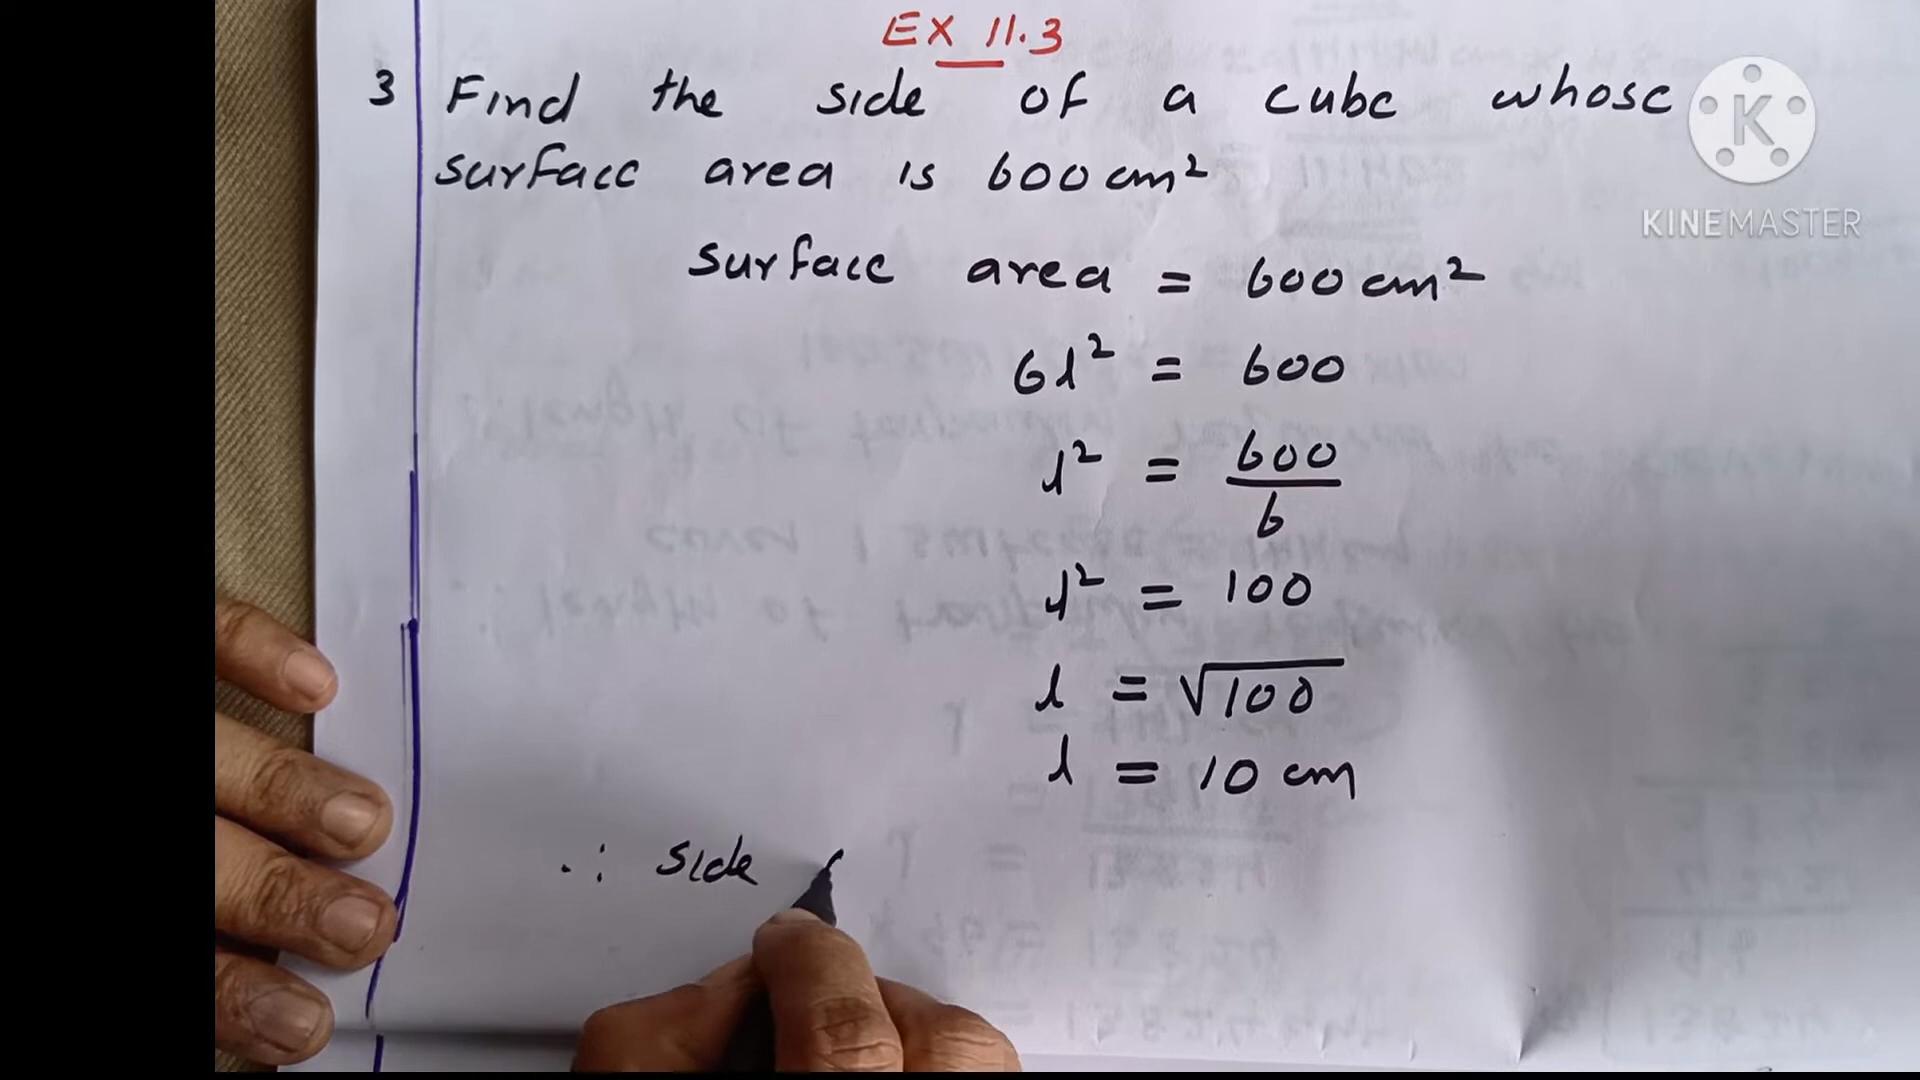 EX 11.3
3 Find the side of a cube whose
surface area is 600 cm²
surface area = 600 cm²
6l² = 600
l² = 600/6
l² = 100
l = √100
l = 10 cm
∴ side
K
KINEMASTER